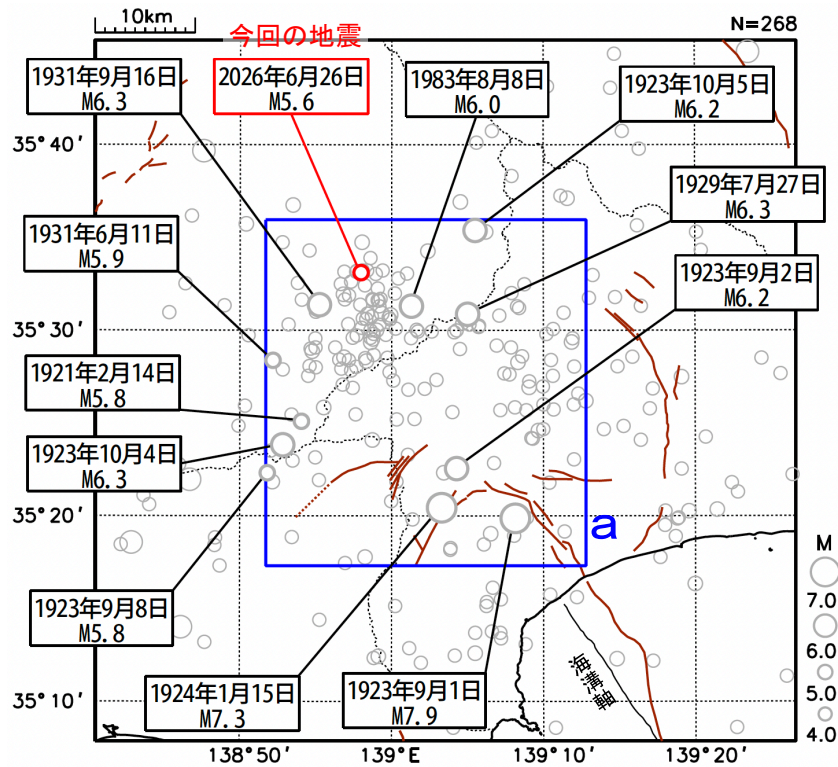 10km
今回の地震
N=268
1931年9月16日
M6.3
2026年6月26日
M5.6
1983年8月8日
M6.0
1923年10月5日
M6.2
35°40′
1929年7月27日
M6.3
1931年6月11日
M5.9
1923年9月2日
M6.2
35°30′
1921年2月14日
M5.8
1923年10月4日
M6.3
35°20′
a
M
7.0
6.0
5.0
4.0
1923年9月8日
M5.8
海溝軸
1924年1月15日
M7.3
1923年9月1日
M7.9
35°10′
138°50′
139°E
139°10′
139°20′